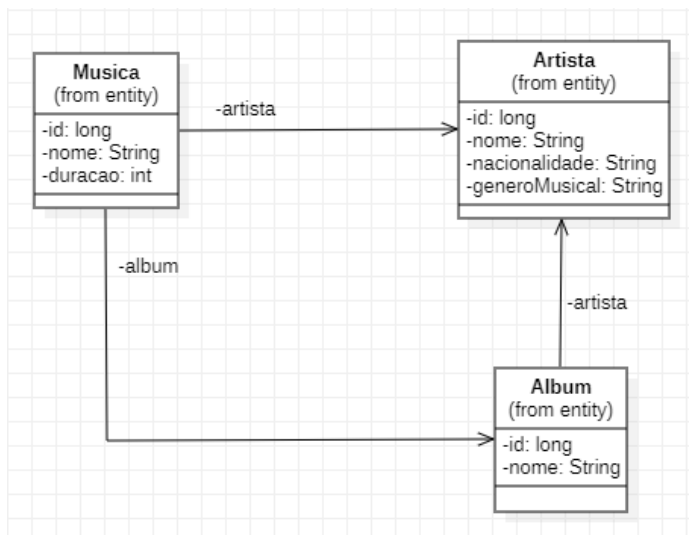 Musica
(from entity)
-id: long
-nome: String
-duracao: int
-artista
Artista
(from entity)
-id: long
-nome: String
-nacionalidade: String
-generoMusical: String
-album
-artista
Album
(from entity)
-id: long
-nome: String